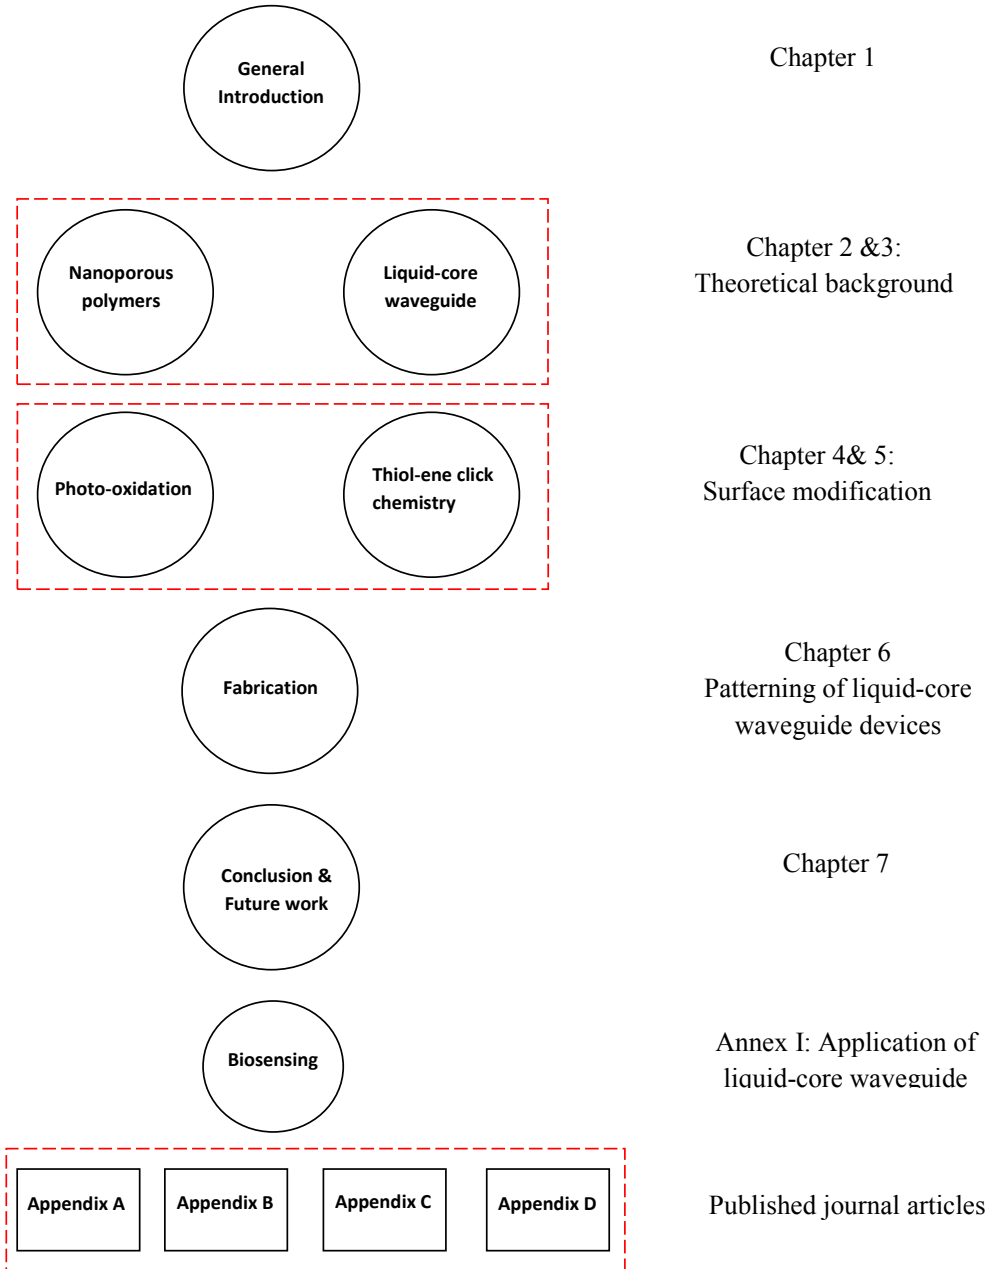 General
Introduction
Chapter 1
Nanoporous
polymers
Liquid-core
waveguide
Chapter 2 &3:
Theoretical background
Photo-oxidation
Thiol-ene click
chemistry
Chapter 4& 5:
Surface modification
Fabrication
Chapter 6
Patterning of liquid-core
waveguide devices
Conclusion &
Future work
Chapter 7
Biosensing
Annex I: Application of
liquid-core waveguide
Appendix A
Appendix B
Appendix C
Appendix D
Published journal articles